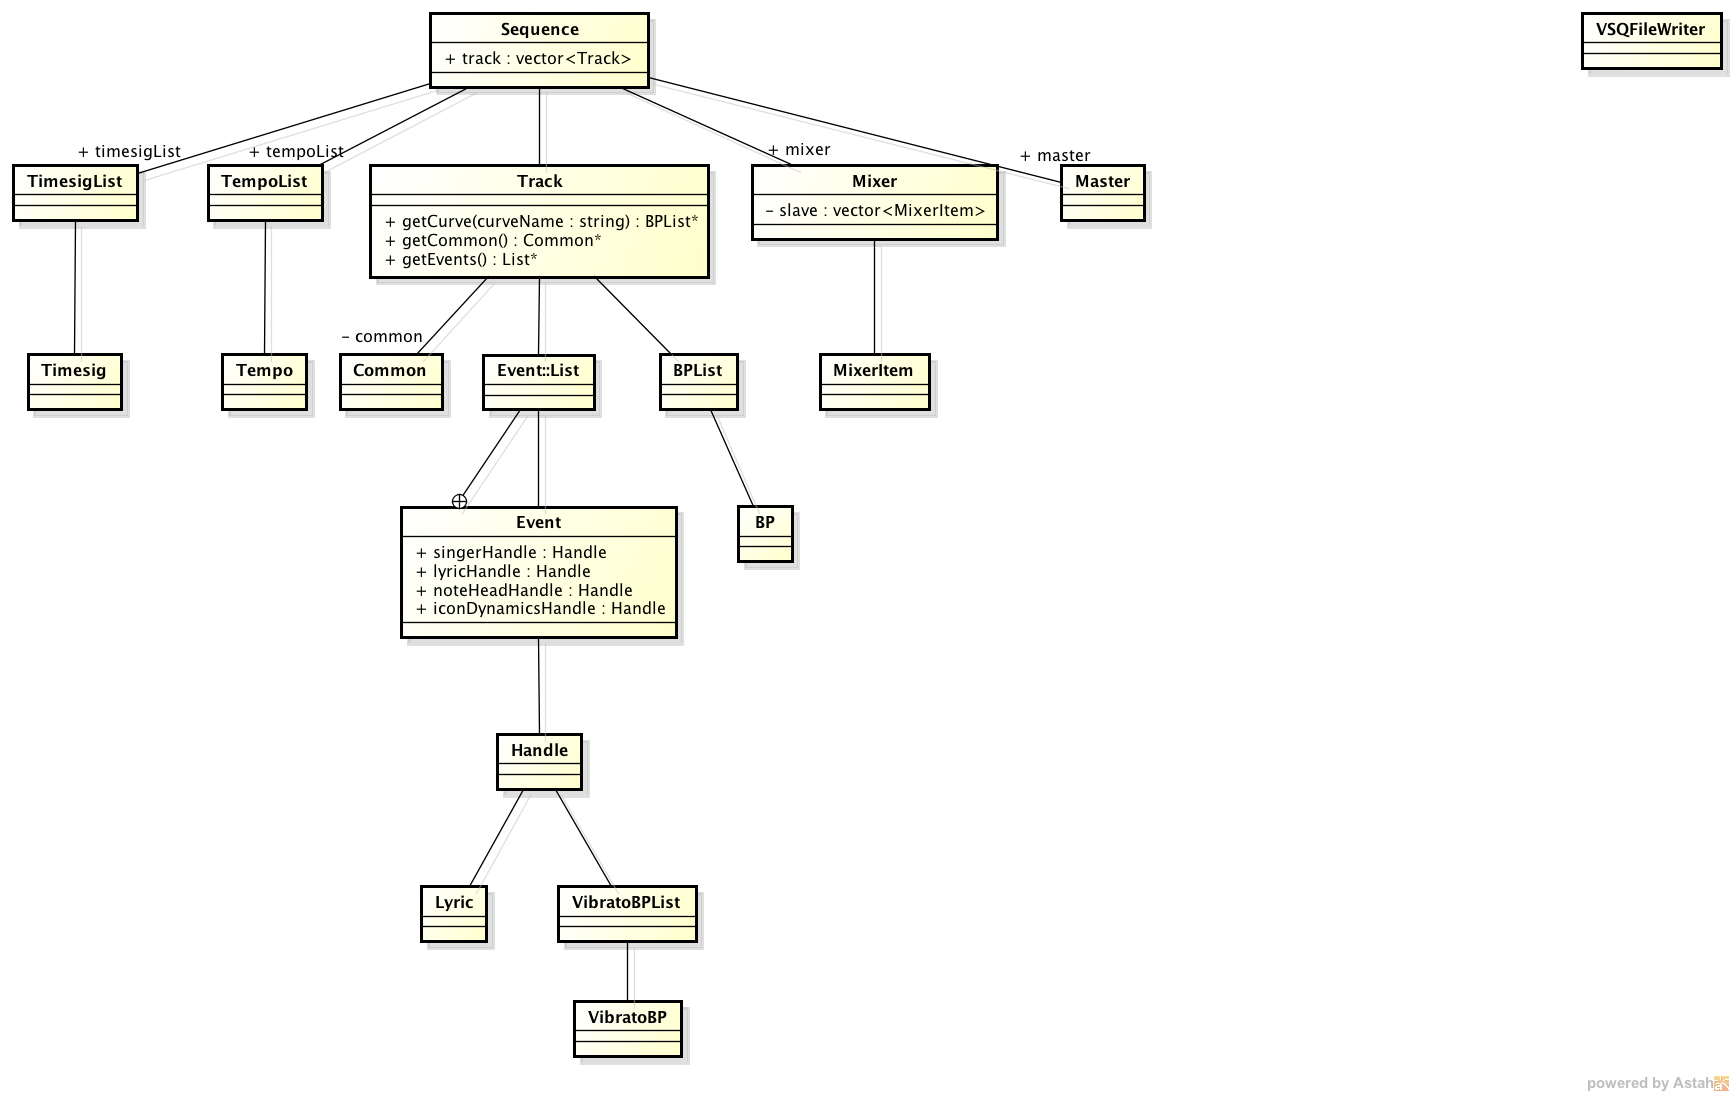 Sequence
+ track : vector<Track>
VSQFileWriter
+ timesigList
+ tempoList
+ mixer
+ master
TimesigList
TempoList
Track
+ getCurve(curveName : string) : BPList*
+ getCommon() : Common*
+ getEvents() : List*
Mixer
– slave : vector<MixerItem>
Master
– common
Timesig
Tempo
Common
Event::List
BPList
MixerItem
Event
+ singerHandle : Handle
+ lyricHandle : Handle
+ noteHeadHandle : Handle
+ iconDynamicsHandle : Handle
BP
Handle
Lyric
VibratoBPList
VibratoBP
powered by Astah